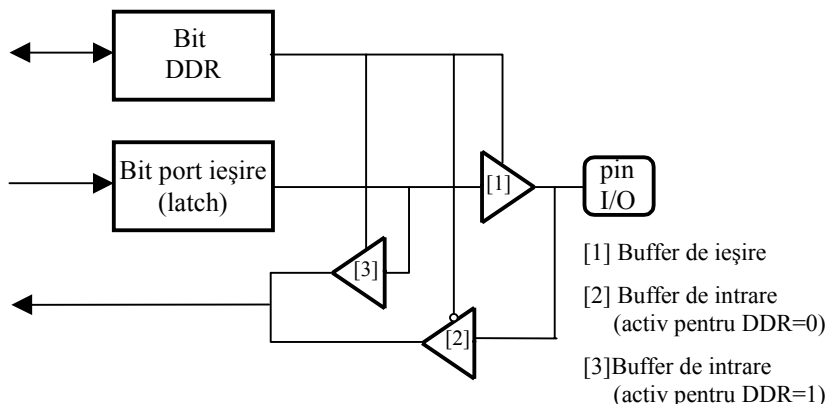 Bit
DDR
Bit port ieşire
(latch)
[1]
pin
I/O
[3]
[2]
[1] Buffer de ieşire
[2] Buffer de intrare
(activ pentru DDR=0)
[3]Buffer de intrare
(activ pentru DDR=1)